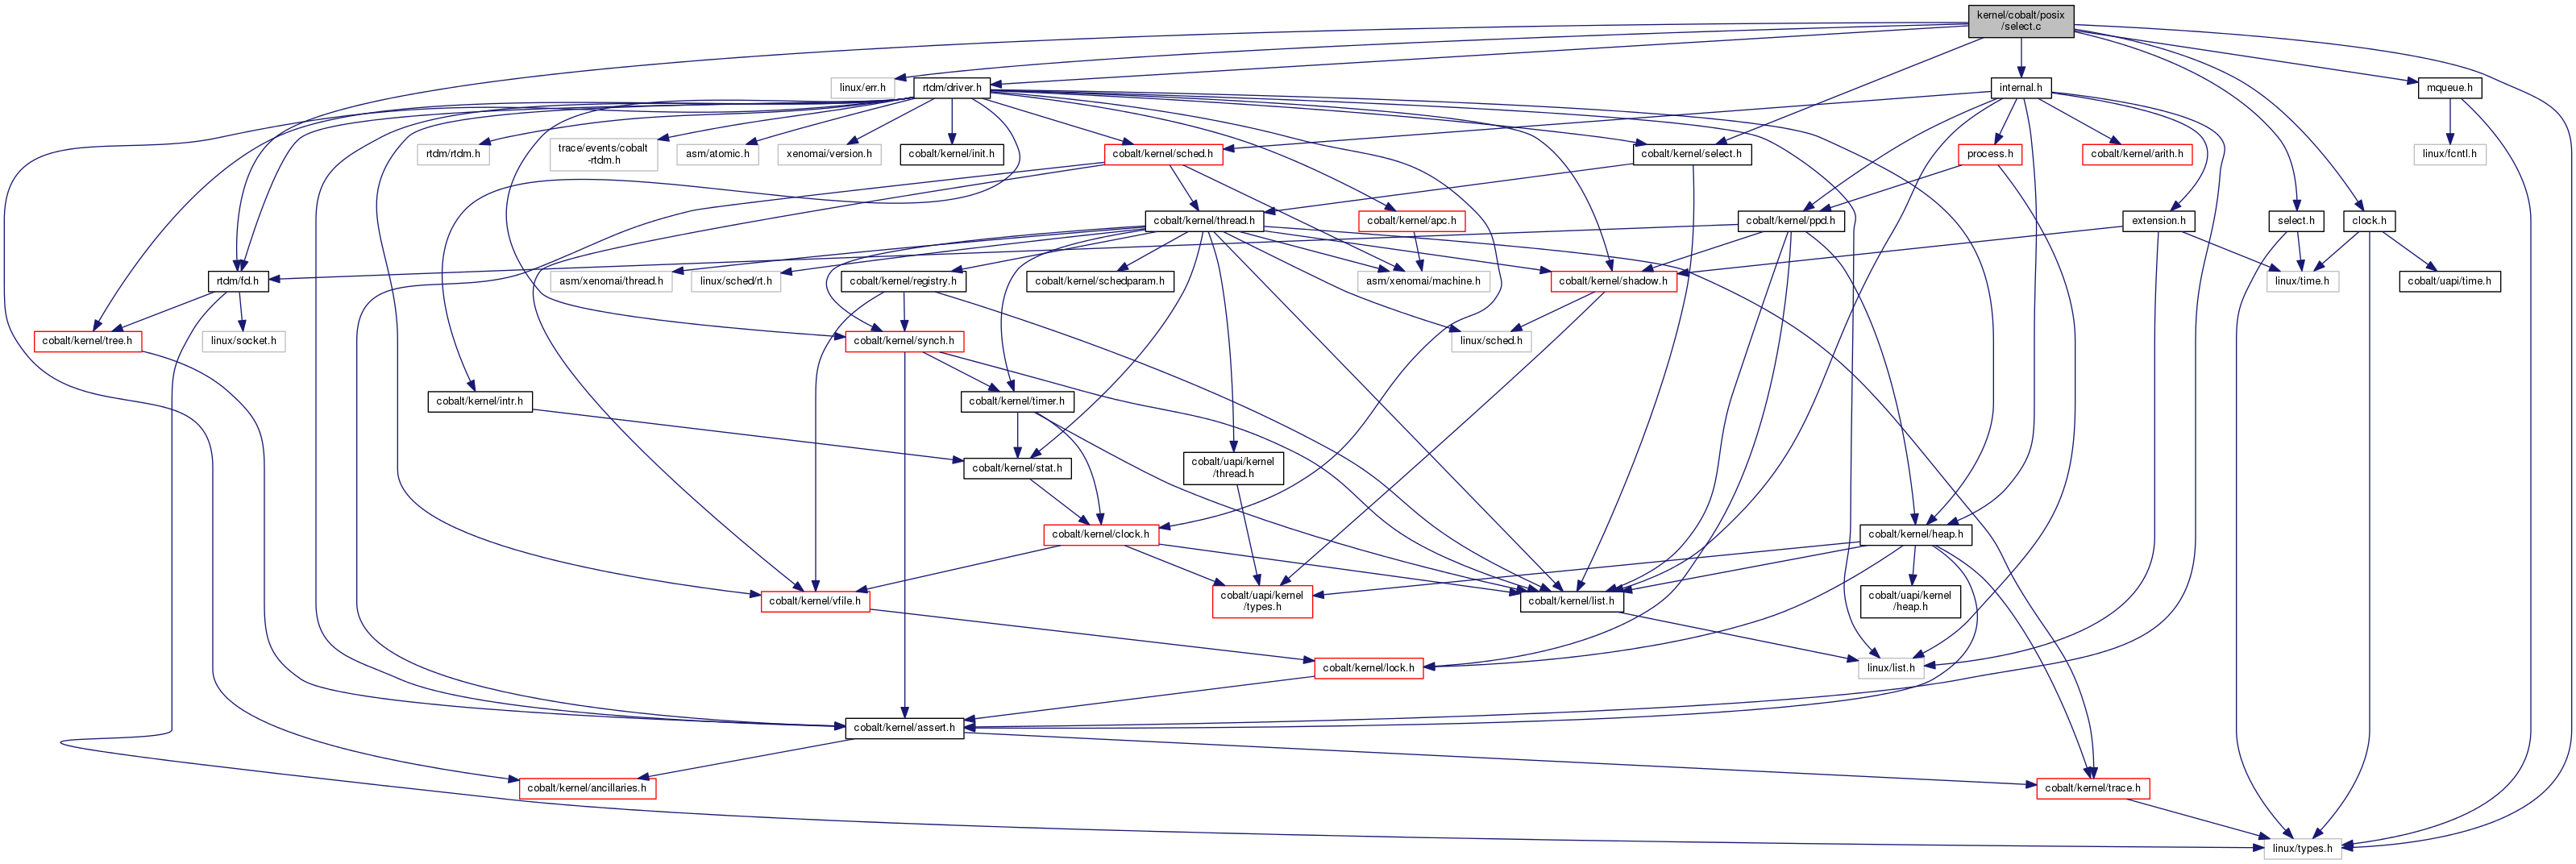 kernel/cobalt/posix
/select.c
linux/err.h
rtdm/driver.h
internal.h
mqueue.h
rtdm/rtdm.h
trace/events/cobalt
-rtdm.h
asm/atomic.h
xenomai/version.h
cobalt/kernel/init.h
cobalt/kernel/sched.h
cobalt/kernel/select.h
process.h
cobalt/kernel/arith.h
linux/fcntl.h
cobalt/kernel/thread.h
cobalt/kernel/apc.h
cobalt/kernel/ppd.h
extension.h
select.h
clock.h
rtdm/fd.h
asm/xenomai/thread.h
linux/sched/rt.h
cobalt/kernel/registry.h
cobalt/kernel/schedparam.h
asm/xenomai/machine.h
cobalt/kernel/shadow.h
linux/time.h
cobalt/uapi/time.h
cobalt/kernel/tree.h
linux/socket.h
cobalt/kernel/synch.h
linux/sched.h
cobalt/kernel/intr.h
cobalt/kernel/timer.h
cobalt/kernel/stat.h
cobalt/uapi/kernel
/thread.h
cobalt/kernel/clock.h
cobalt/kernel/heap.h
cobalt/kernel/vfile.h
cobalt/uapi/kernel
/types.h
cobalt/kernel/list.h
cobalt/uapi/kernel
/heap.h
cobalt/kernel/lock.h
linux/list.h
cobalt/kernel/assert.h
cobalt/kernel/ancillaries.h
cobalt/kernel/trace.h
linux/types.h